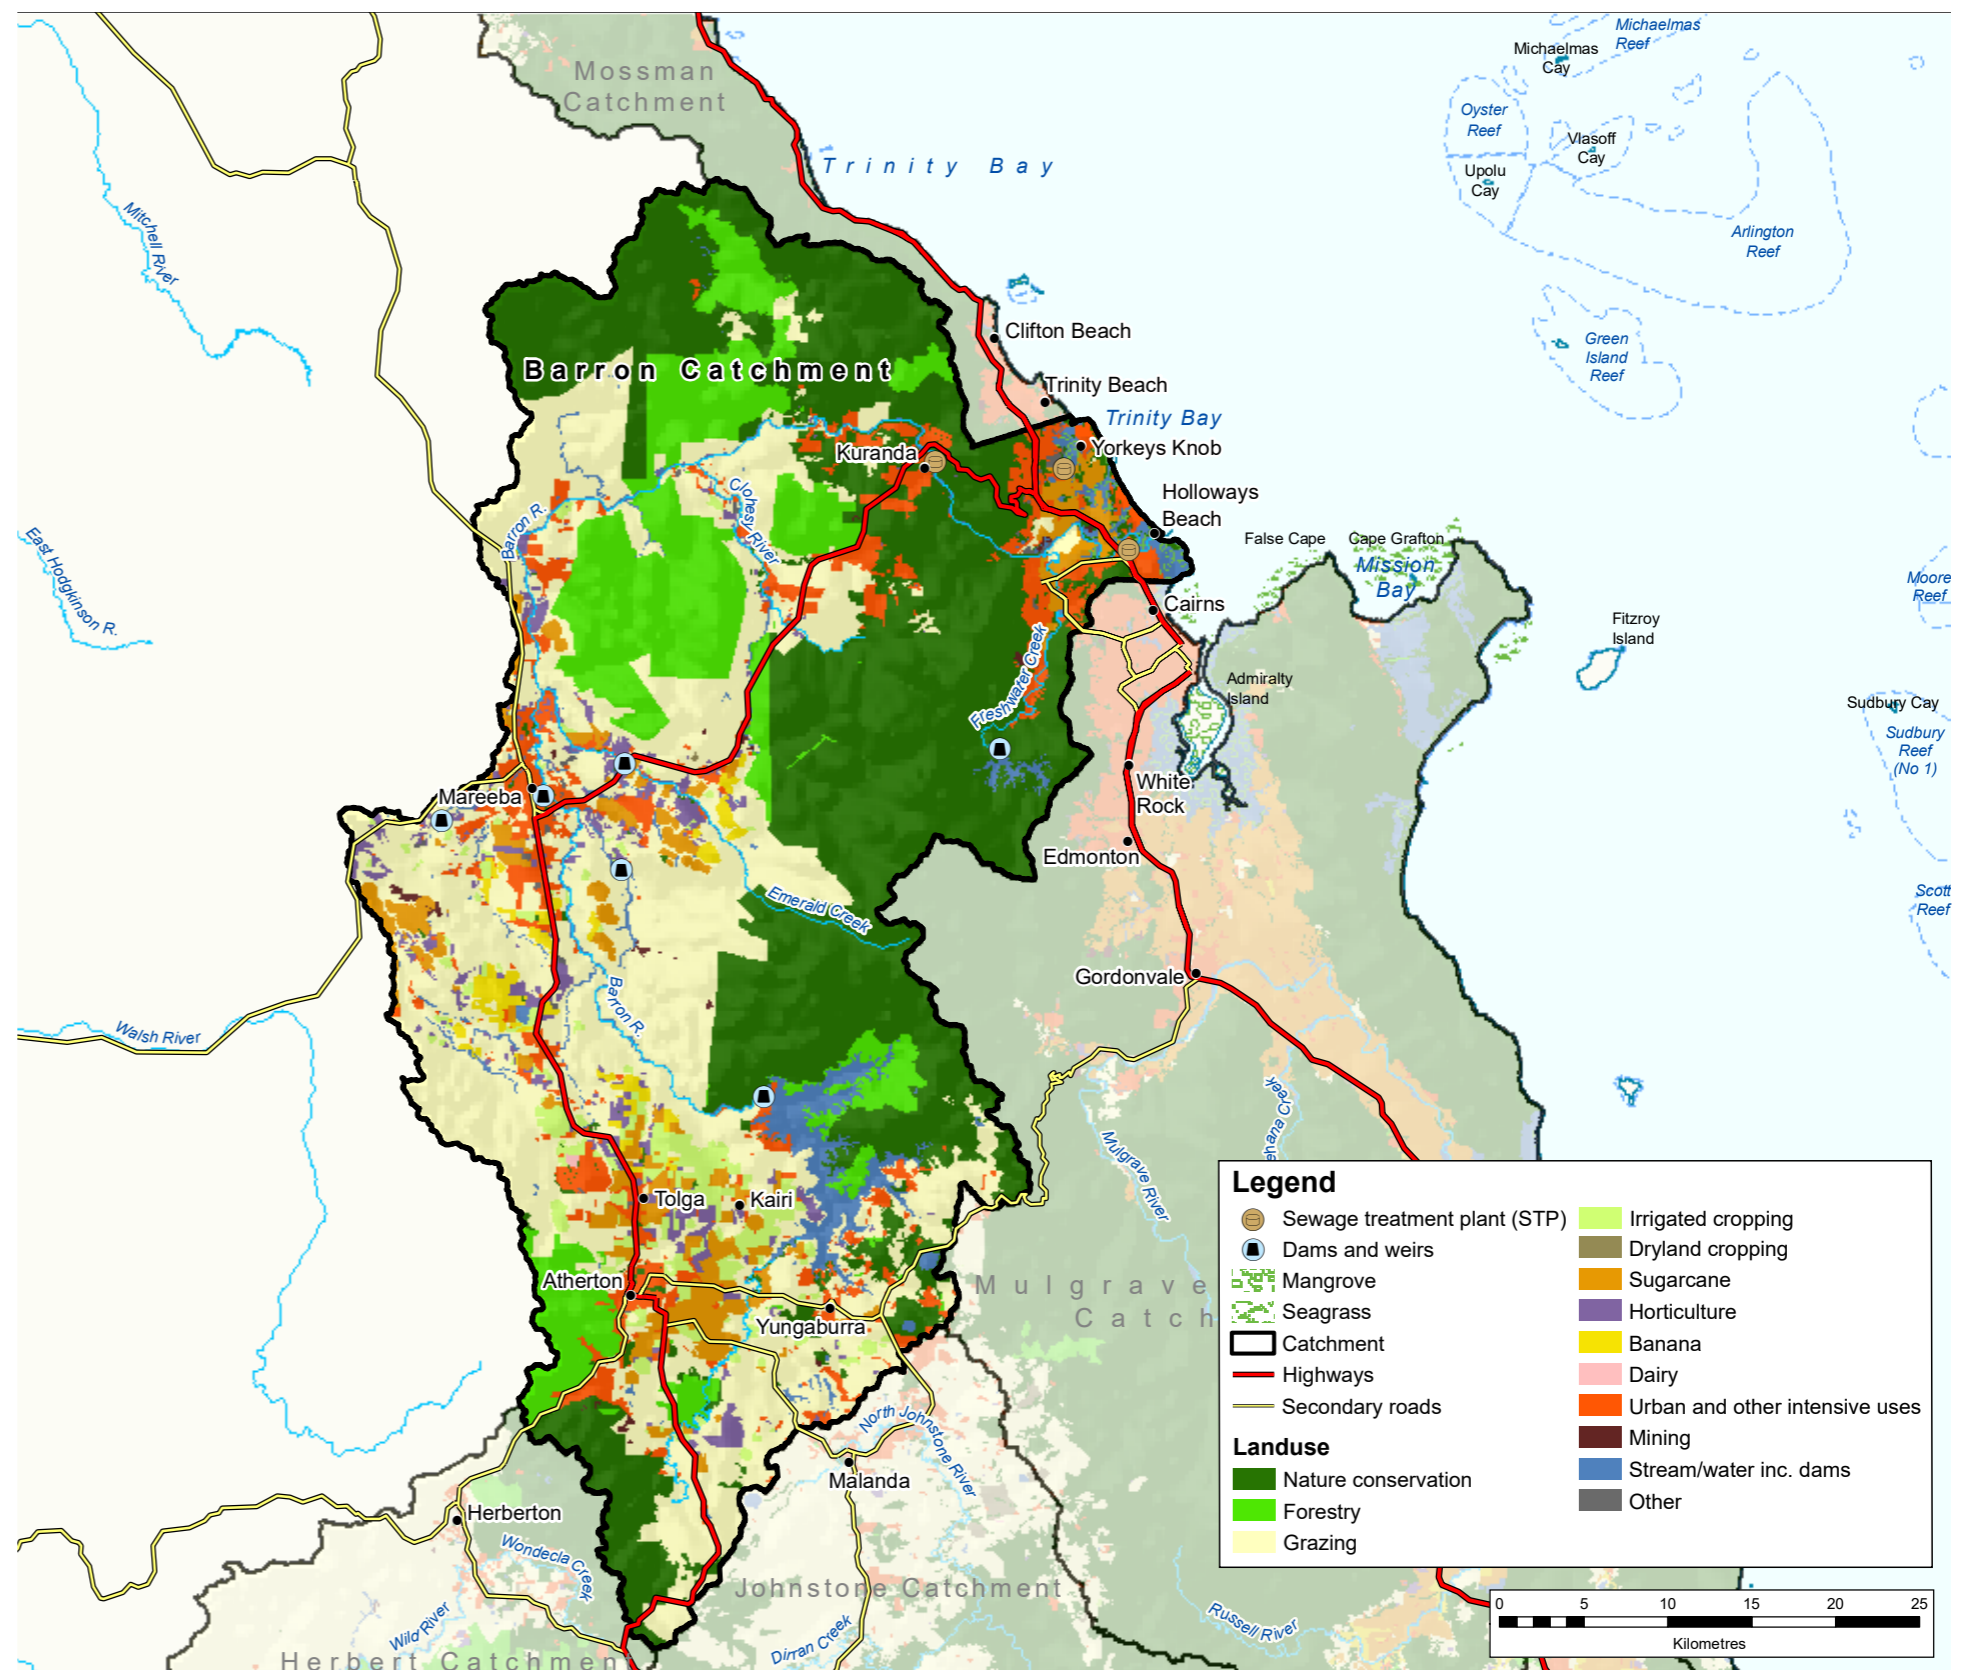 Michaelmas
Reef
Michaelmas
Cay
Mossman
Catchment
Oyster
Reef
Vlasoff
Cay
Trinity Bay
Upolu
Cay
Mitchell River
Arlington
Reef
Clifton Beach
Green
Island
Reef
Barron Catchment
Trinity Beach
Trinity Bay
Kuranda
Yorkeys Knob
Clohesy River
Holloways
Beach
Barron R.
False Cape
Cape Grafton
Mission
Bay
East Hodgkinson R.
Moore
Reef
Cairns
Fitzroy
Island
Freshwater Creek
Admiralty
Island
Sudbury Cay
Sudbury
Reef
(No 1)
White
Rock
Mareeba
Edmonton
Emerald Creek
Scott
Reef
Gordonvale
Barron R.
Walsh River
ehana Creek
Mulgrave River
Tolga
Kairi
Atherton
Mulgrave
Catch
Yungaburra
North Johnstone River
Malanda
Herberton
Wondecla Creek
Johnstone Catchment
Wild River
Dirran Creek
Russell River
Herbert Catchment
Legend
Sewage treatment plant (STP)
Dams and weirs
Mangrove
Seagrass
Catchment
Highways
Secondary roads
Landuse
Nature conservation
Forestry
Grazing
Irrigated cropping
Dryland cropping
Sugarcane
Horticulture
Banana
Dairy
Urban and other intensive uses
Mining
Stream/water inc. dams
Other
0 5 10 15 20 25
Kilometres